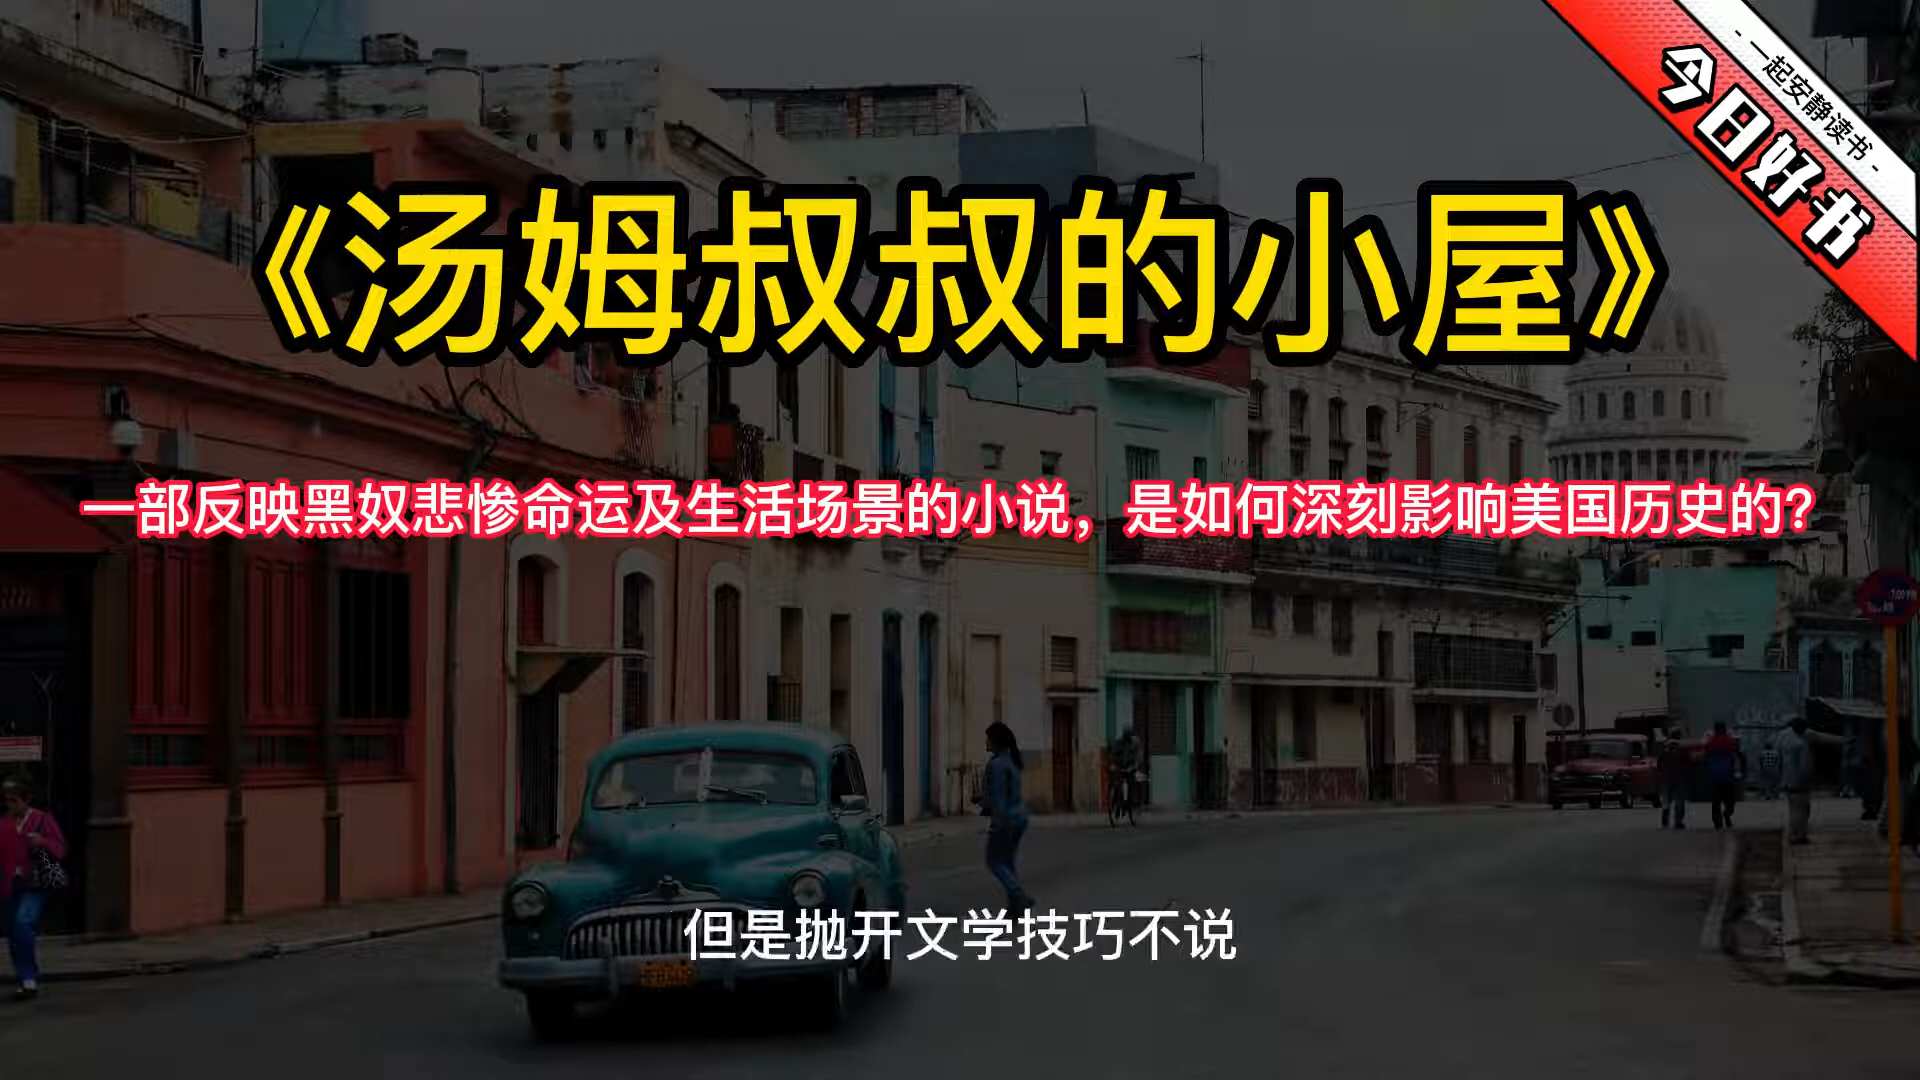 - 一起安静读书 -
今日好书
《汤姆叔叔的小屋》
一部反映黑奴悲惨命运及生活场景的小说，是如何深刻影响美国历史的？
但是抛开文学技巧不说